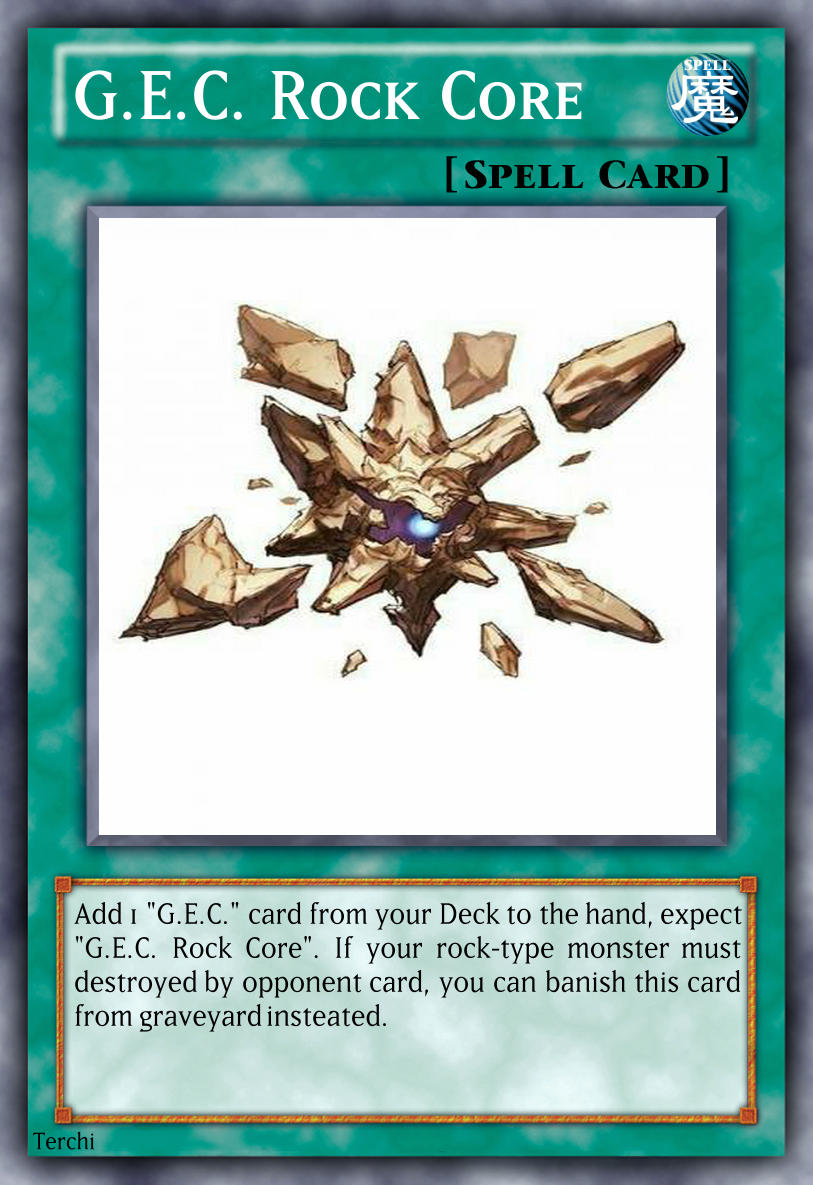 G.E.C. Rock Core
SPELL
魔
[Spell Card]
Add 1 "G.E.C." card from your Deck to the hand, expect
"G.E.C. Rock Core". If your rock-type monster must
destroyed by opponent card, you can banish this card
from graveyard insteated.
Terchi